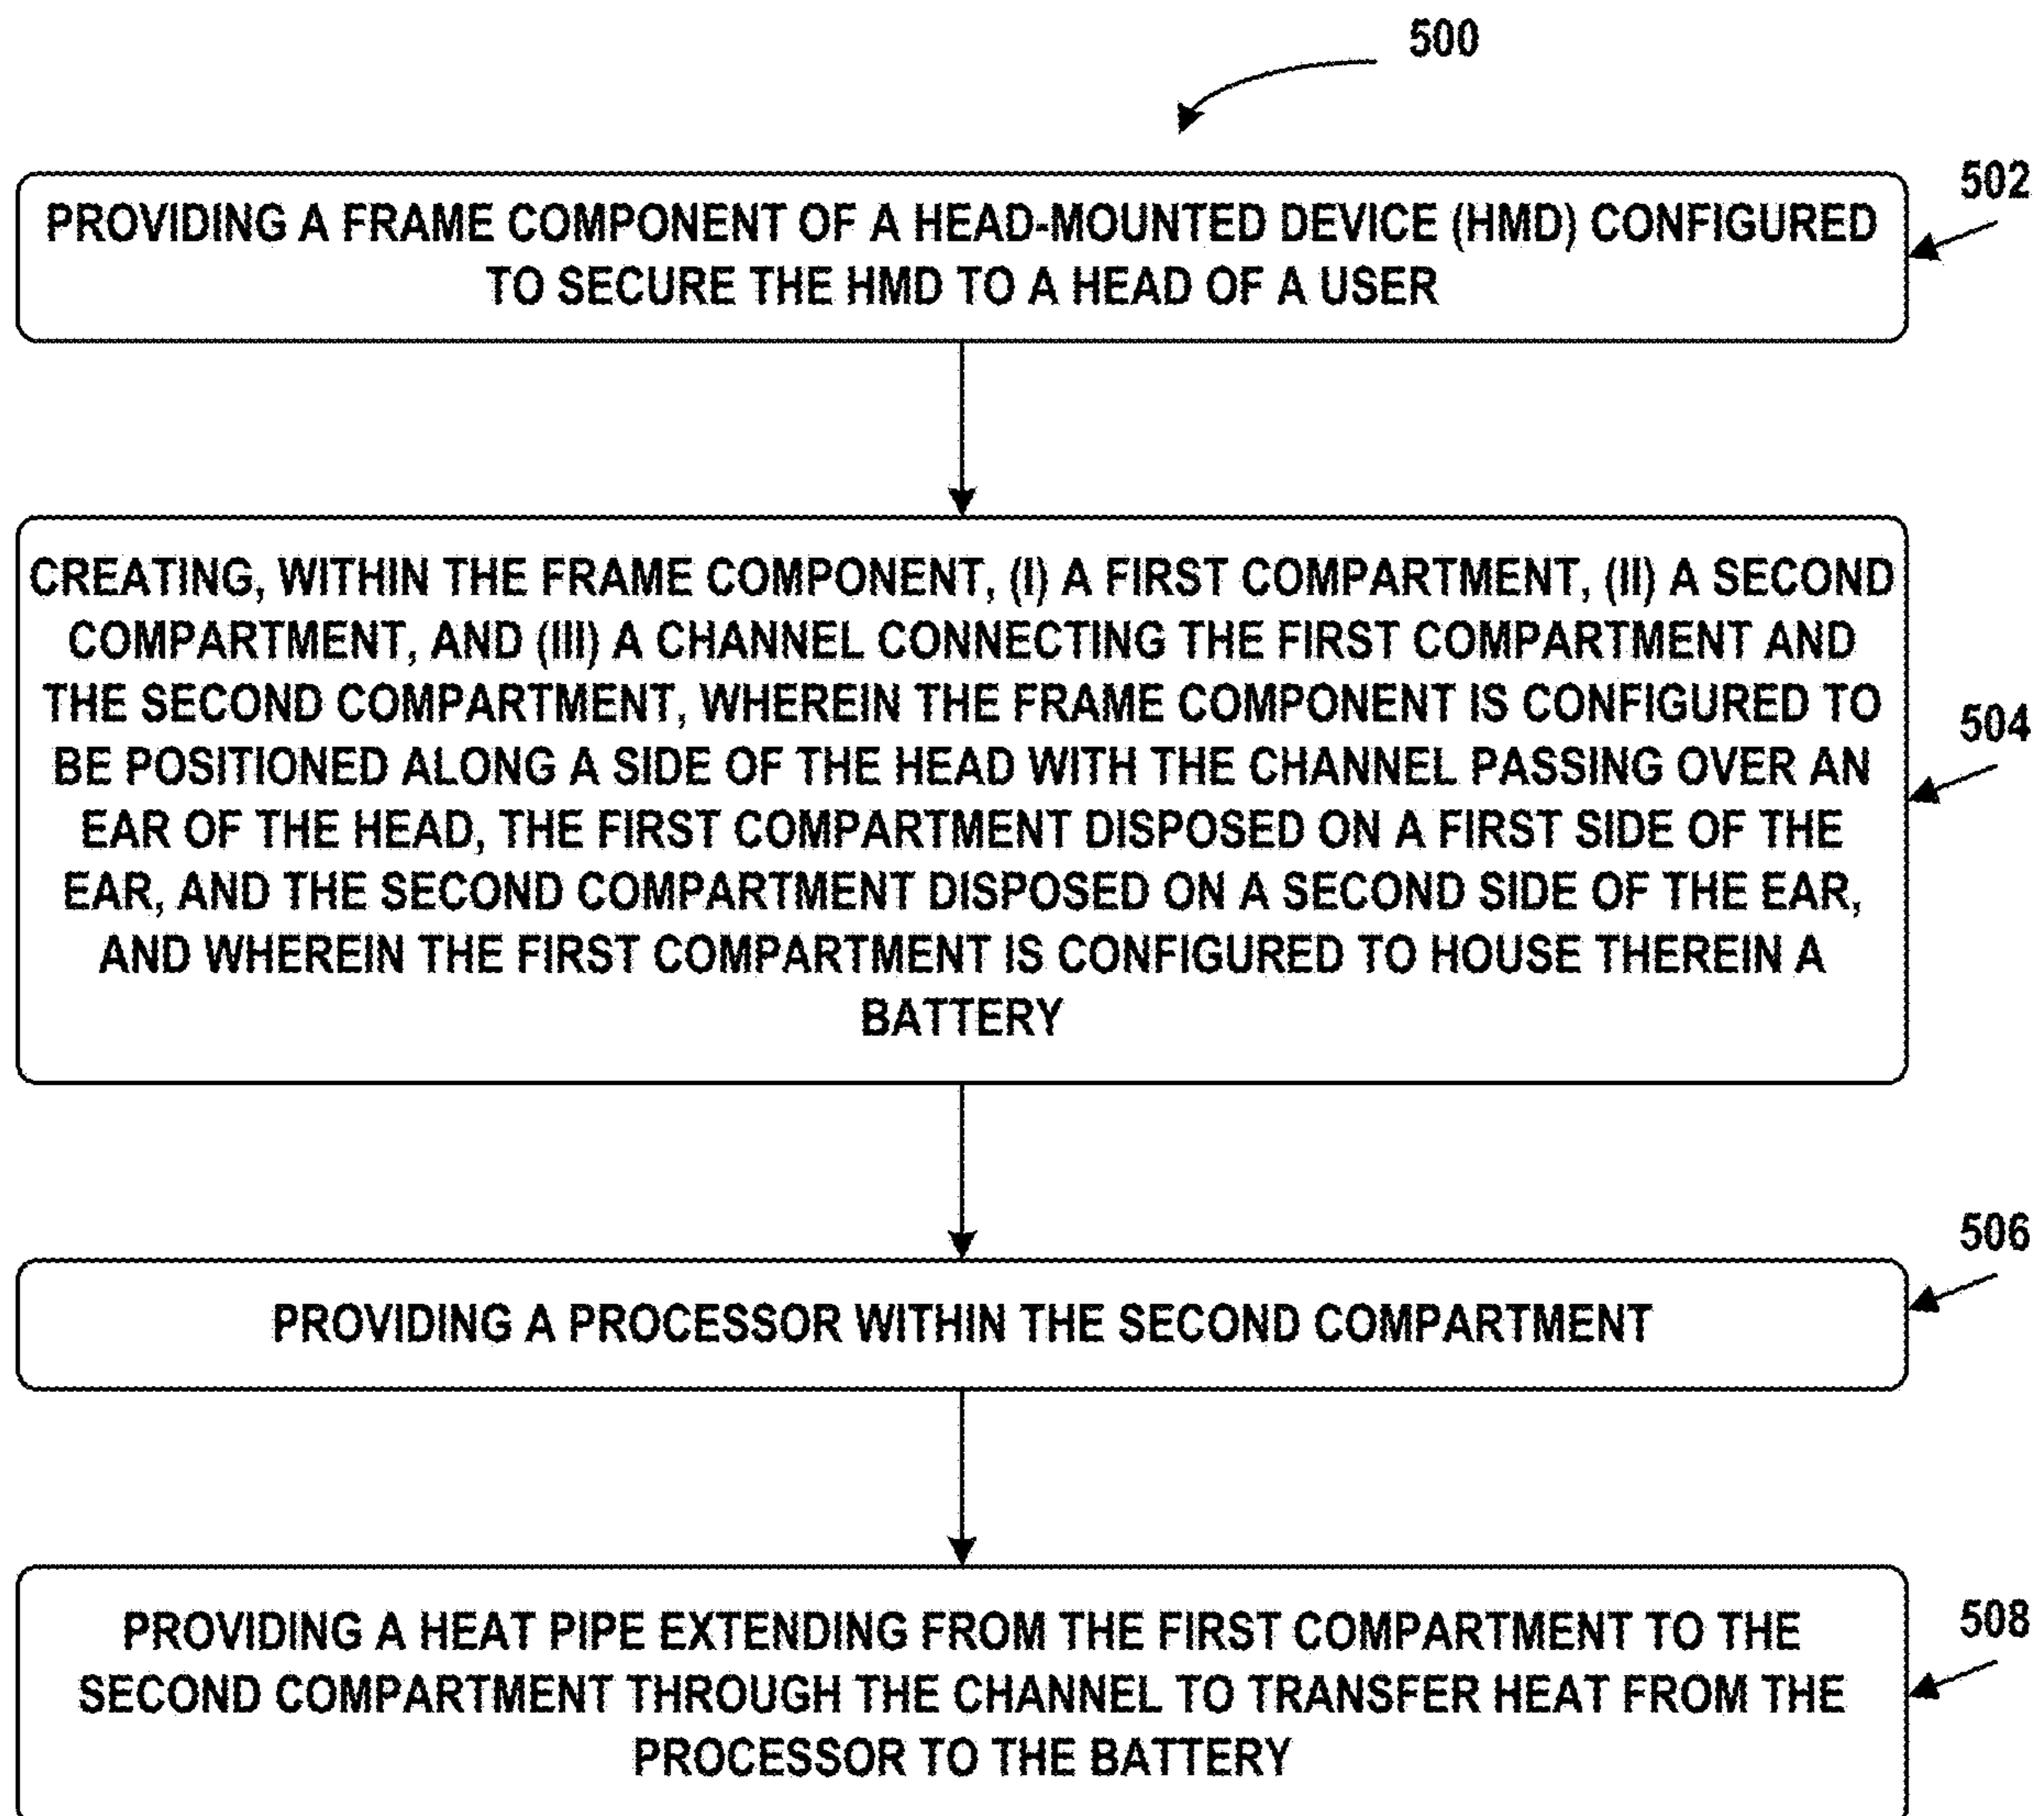 500
502
PROVIDING A FRAME COMPONENT OF A HEAD-MOUNTED DEVICE (HMD) CONFIGURED
TO SECURE THE HMD TO A HEAD OF A USER
504
CREATING, WITHIN THE FRAME COMPONENT, (I) A FIRST COMPARTMENT, (II) A SECOND
COMPARTMENT, AND (III) A CHANNEL CONNECTING THE FIRST COMPARTMENT AND
THE SECOND COMPARTMENT, WHEREIN THE FRAME COMPONENT IS CONFIGURED TO
BE POSITIONED ALONG A SIDE OF THE HEAD WITH THE CHANNEL PASSING OVER AN
EAR OF THE HEAD, THE FIRST COMPARTMENT DISPOSED ON A FIRST SIDE OF THE
EAR, AND THE SECOND COMPARTMENT DISPOSED ON A SECOND SIDE OF THE EAR,
AND WHEREIN THE FIRST COMPARTMENT IS CONFIGURED TO HOUSE THEREIN A
BATTERY
506
PROVIDING A PROCESSOR WITHIN THE SECOND COMPARTMENT
508
PROVIDING A HEAT PIPE EXTENDING FROM THE FIRST COMPARTMENT TO THE
SECOND COMPARTMENT THROUGH THE CHANNEL TO TRANSFER HEAT FROM THE
PROCESSOR TO THE BATTERY